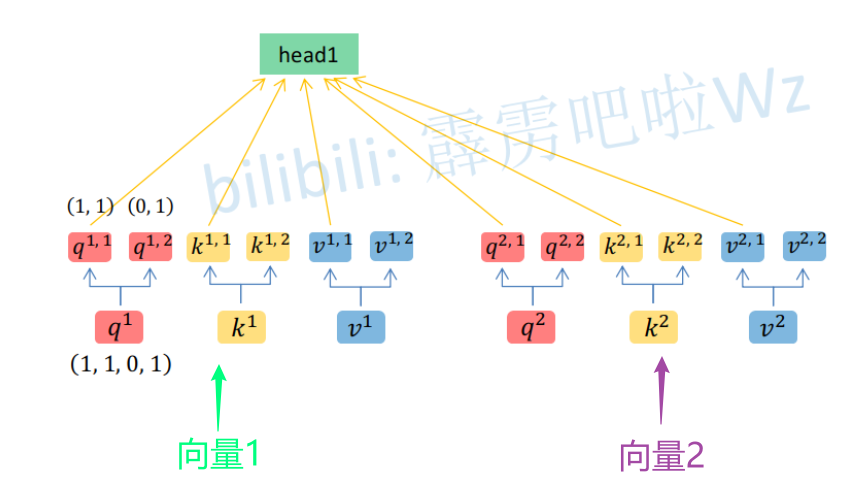 head1
bilibili: 霹雳吧啦Wz
(1, 1) (0, 1)
q^{1, 1} q^{1, 2} k^{1, 1} k^{1, 2} v^{1, 1} v^{1, 2} q^{2, 1} q^{2, 2} k^{2, 1} k^{2, 2} v^{2, 1} v^{2, 2}
q^1 k^1 v^1 q^2 k^2 v^2
(1, 1, 0, 1)
向量1 向量2